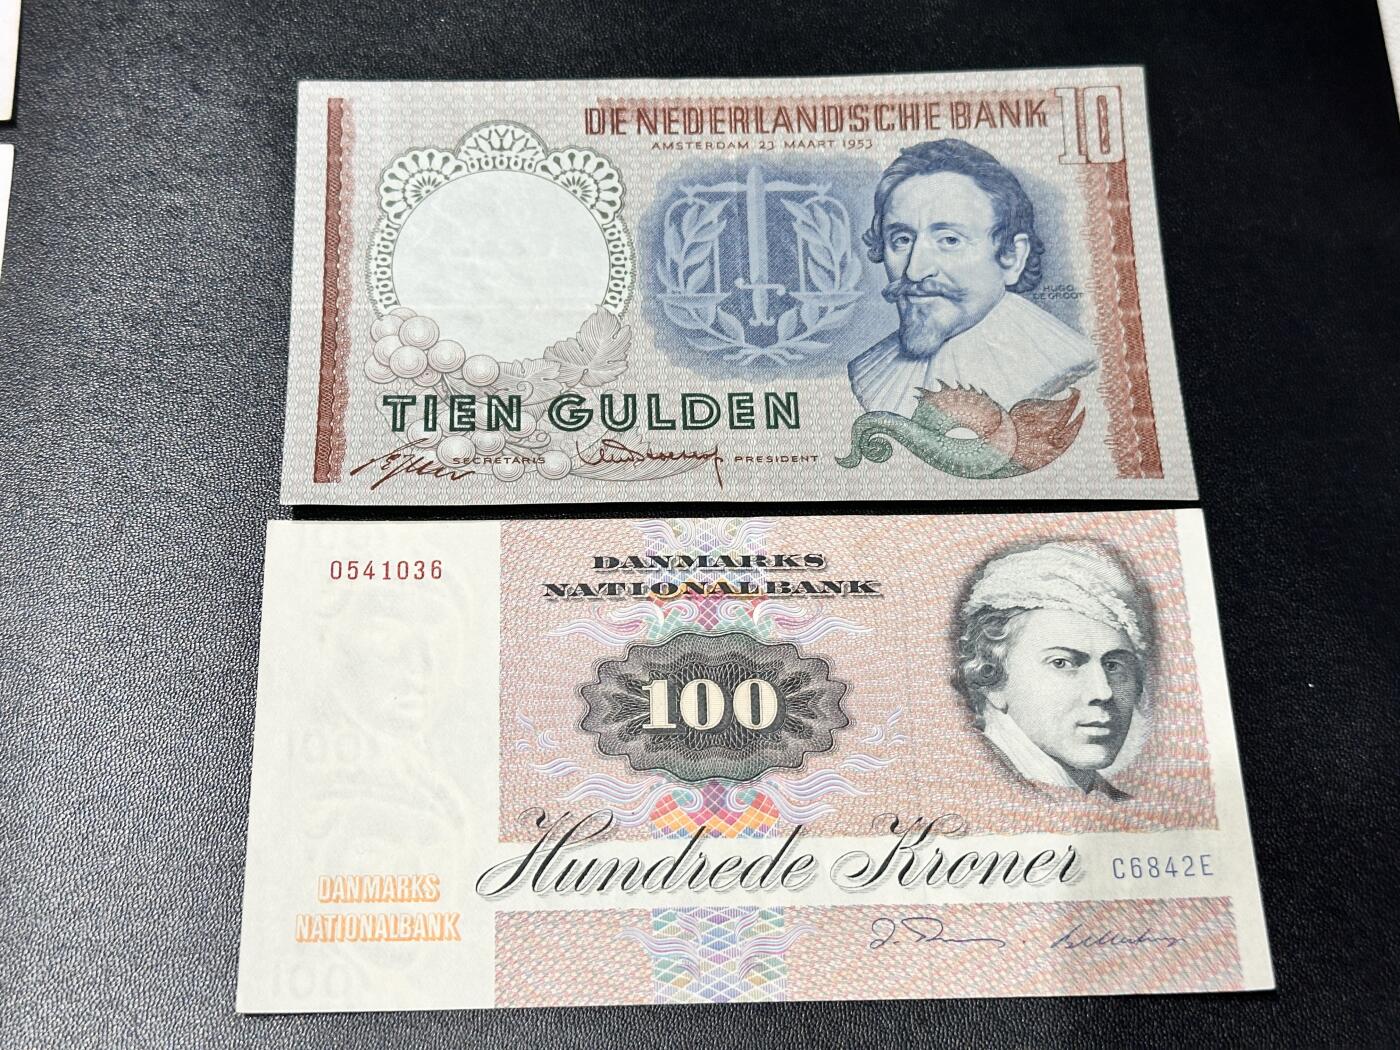 DE NEDERLANDSCHE BANK 10
AMSTERDAM 23 MAART 1953
HUGO
DE GROOT
TIEN GULDEN
SECRETARIS PRESIDENT
0541036
DANMARKS
NATIONALBANK
100
Hundrede Kroner
C6842E
DANMARKS
NATIONALBANK